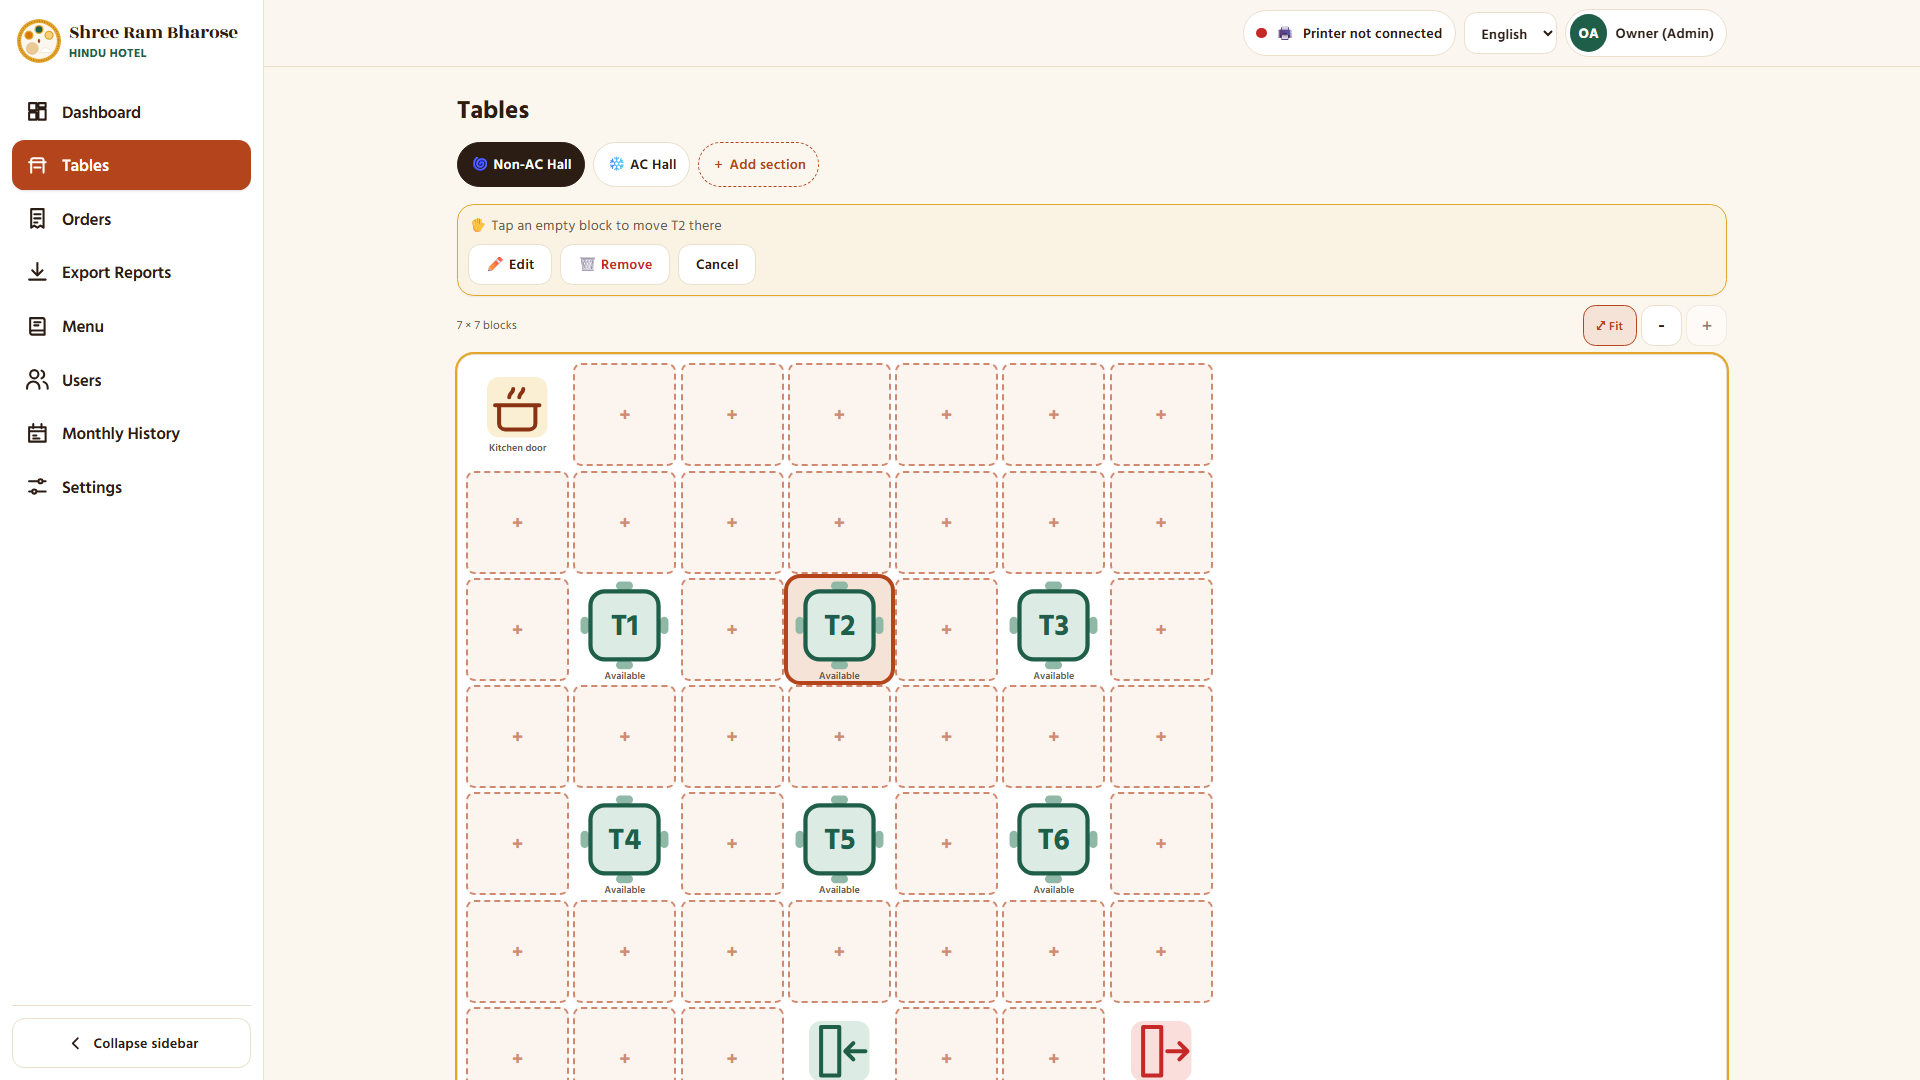 Shree Ram Bharose
HINDU HOTEL
Printer not connected
English
OA
Owner (Admin)
Dashboard
Tables
Orders
Export Reports
Menu
Users
Monthly History
Settings
Collapse sidebar
Tables
Non-AC Hall
AC Hall
+ Add section
Tap an empty block to move T2 there
Edit
Remove
Cancel
7 × 7 blocks
Fit
-
+
Kitchen door
+ + + + + +
+ + + + + + +
+ T1 + T2 + T3 +
Available Available Available
+ + + + + + +
+ T4 + T5 + T6 +
Available Available Available
+ + + + + + +
+ + + + +